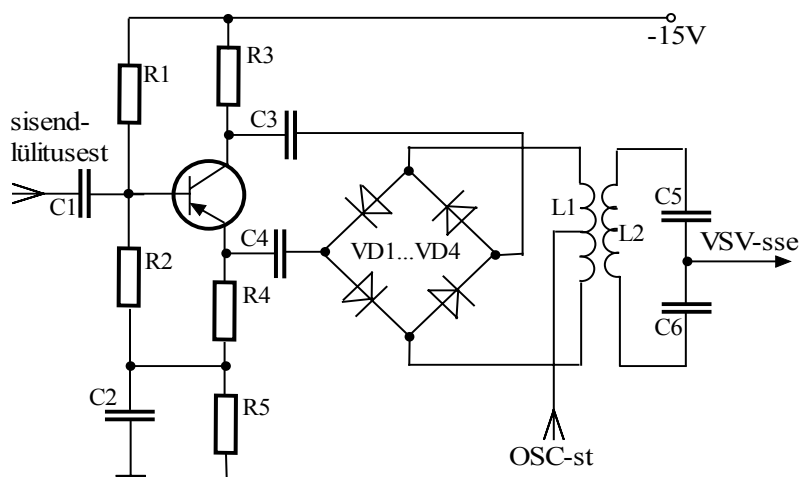 -15V
R3
R1
C3
sisend-
lülitusest
C1
C4
L1
C5
L2
VSV-sse
VD1...VD4
R2
R4
C6
C2
R5
OSC-st